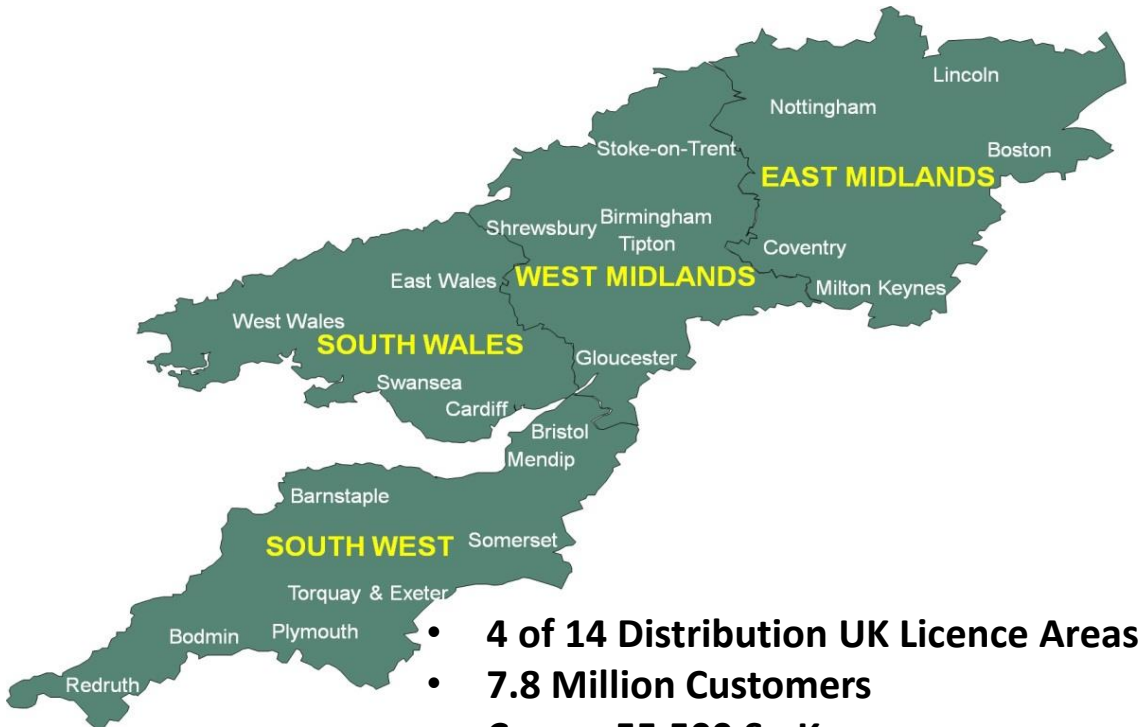 Lincoln
Nottingham
Stoke-on-Trent
Boston
EAST MIDLANDS
Shrewsbury
Birmingham
Tipton
Coventry
East Wales
WEST MIDLANDS
Milton Keynes
West Wales
SOUTH WALES
Gloucester
Swansea
Cardiff
Bristol
Mendip
Barnstaple
SOUTH WEST
Somerset
Torquay & Exeter
Bodmin
Plymouth
Redruth
• 4 of 14 Distribution UK Licence Areas
• 7.8 Million Customers